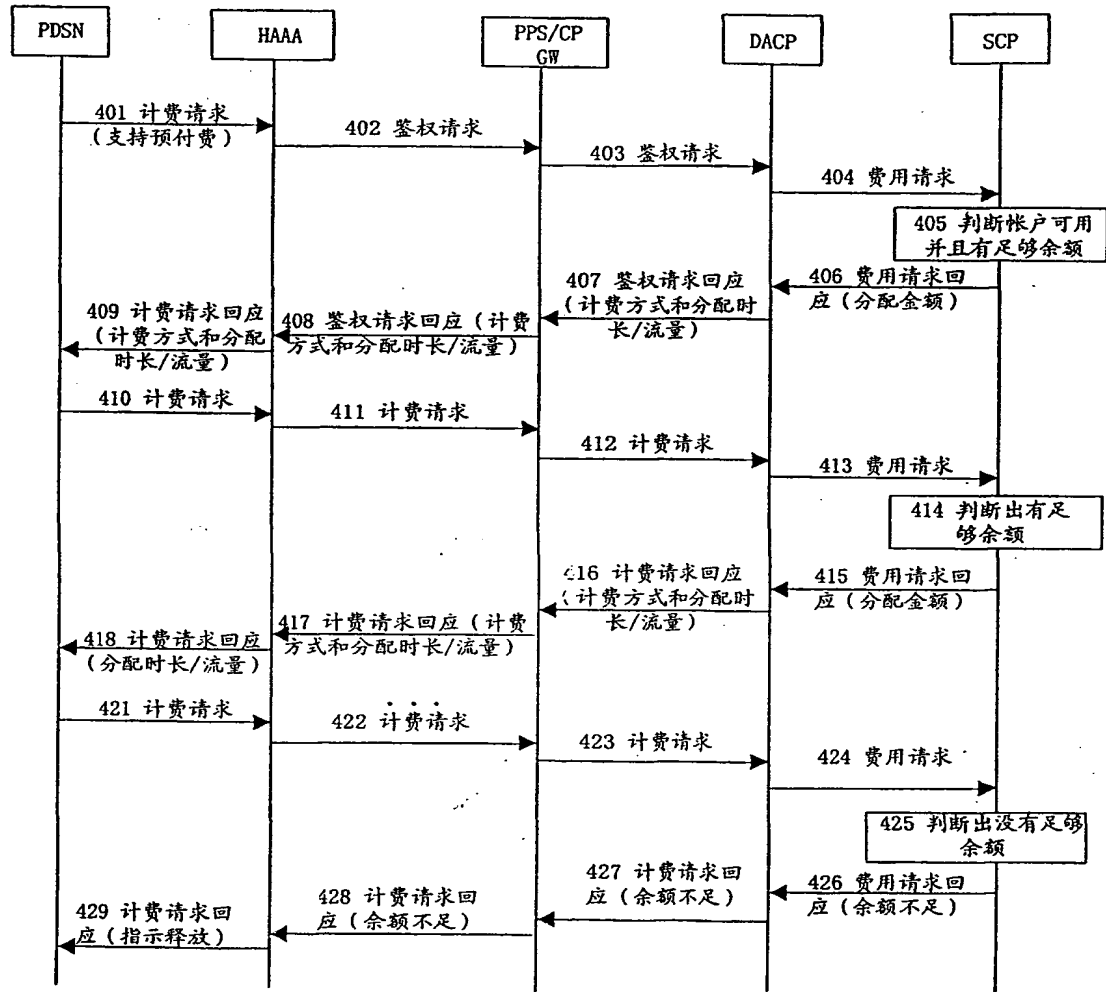 PDSN
HAAA
PPS/CP
GW
DACP
SCP
401 计费请求
(支持预付费)
402 鉴权请求
403 鉴权请求
404 费用请求
405 判断帐户可用
并且有足够余额
406 费用请求回
应(分配金额)
407 鉴权请求回应
(计费方式和分配时
长/流量)
408 鉴权请求回应(计费
方式和分配时长/流量)
409 计费请求回应
(计费方式和分配
时长/流量)
410 计费请求
411 计费请求
412 计费请求
413 费用请求
414 判断出有足
够余额
415 费用请求回
应(分配金额)
416 计费请求回应
(计费方式和分配时
长/流量)
417 计费请求回应(计费
方式和分配时长/流量)
418 计费请求回应
(分配时长/流量)
...
421 计费请求
422 计费请求
423 计费请求
424 费用请求
425 判断出没有足够
余额
426 费用请求回
应(余额不足)
427 计费请求回
应(余额不足)
428 计费请求回
应(余额不足)
429 计费请求回
应(指示释放)